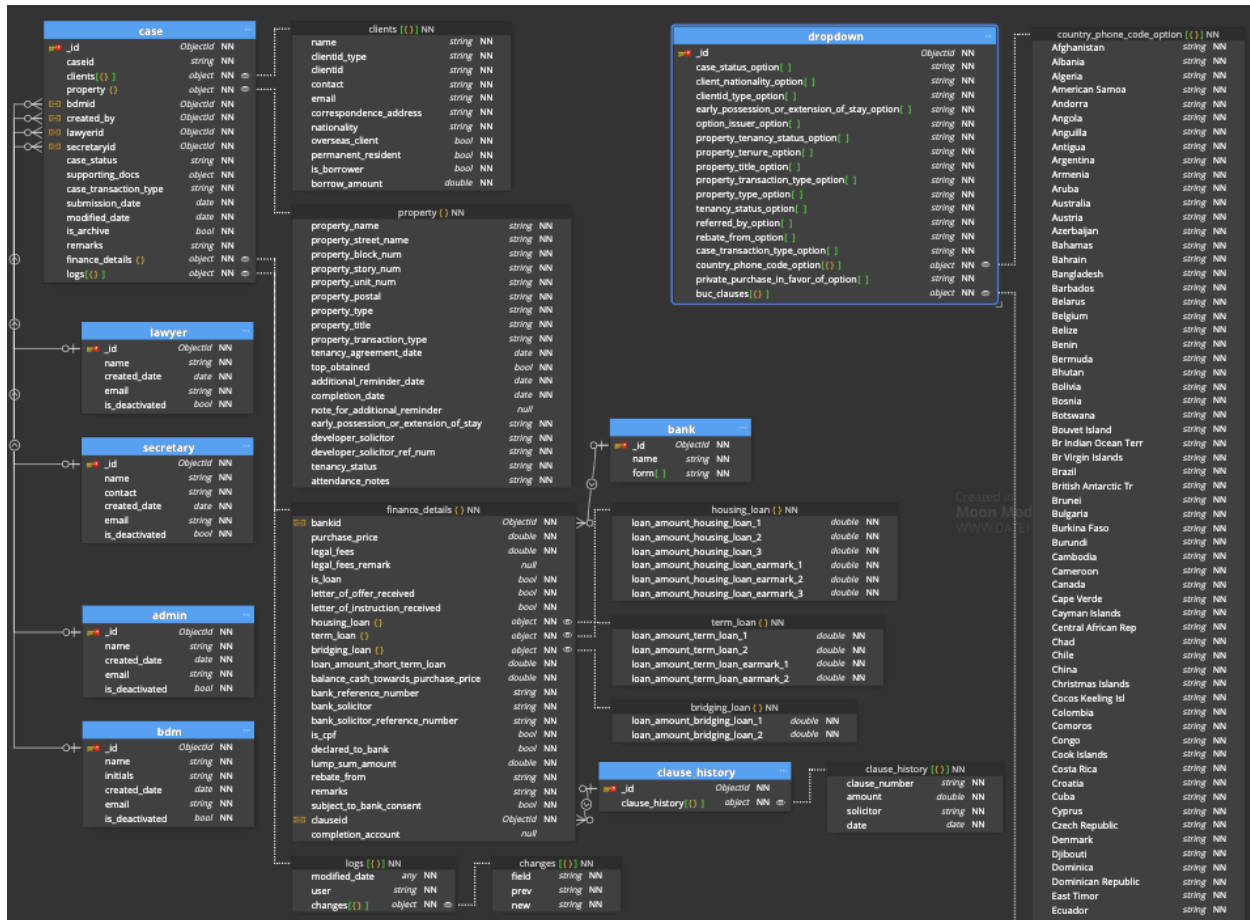 case
_id ObjectId NN
caseid string NN
clients[{} ] object NN
property {} object NN
bdmid ObjectId NN
created_by ObjectId NN
lawyerid ObjectId NN
secretaryid ObjectId NN
case_status string NN
supporting_docs object NN
case_transaction_type string NN
submission_date date NN
modified_date date NN
is_archive bool NN
remarks string NN
finance_details {} object NN
logs[{} ] object NN
lawyer
_id ObjectId NN
name string NN
created_date date NN
email string NN
is_deactivated bool NN
secretary
_id ObjectId NN
name string NN
contact string NN
created_date date NN
email string NN
is_deactivated bool NN
admin
_id ObjectId NN
name string NN
created_date date NN
email string NN
is_deactivated bool NN
bdm
_id ObjectId NN
name string NN
initials string NN
created_date date NN
email string NN
is_deactivated bool NN
clients [{}] NN
name string NN
clientid_type string NN
clientid string NN
contact string NN
email string NN
correspondence_address string NN
nationality string NN
overseas_client bool NN
permanent_resident bool NN
is_borrower bool NN
borrow_amount double NN
property {} NN
property_name string NN
property_street_name string NN
property_block_num string NN
property_story_num string NN
property_unit_num string NN
property_postal string NN
property_type string NN
property_title string NN
property_transaction_type string NN
tenancy_agreement_date date NN
top_obtained bool NN
additional_reminder_date date NN
completion_date date NN
note_for_additional_reminder null
early_possession_or_extension_of_stay string NN
developer_solicitor string NN
developer_solicitor_ref_num string NN
tenancy_status string NN
attendance_notes string NN
finance_details {} NN
bankid ObjectId NN
purchase_price double NN
legal_fees double NN
legal_fees_remark null
is_loan bool NN
letter_of_offer_received bool NN
letter_of_instruction_received bool NN
housing_loan {} object NN
term_loan {} object NN
bridging_loan {} object NN
loan_amount_short_term_loan double NN
balance_cash_towards_purchase_price double NN
bank_reference_number string NN
bank_solicitor string NN
bank_solicitor_reference_number string NN
is_cpf bool NN
declared_to_bank bool NN
lump_sum_amount double NN
rebate_from string NN
remarks string NN
subject_to_bank_consent bool NN
clauseid ObjectId NN
completion_account null
logs [{}] NN
modified_date any NN
user string NN
changes[{} ] object NN
changes [{}] NN
field string NN
prev string NN
new string NN
bank
_id ObjectId NN
name string NN
form[ ] string NN
housing_loan {} NN
loan_amount_housing_loan_1 double NN
loan_amount_housing_loan_2 double NN
loan_amount_housing_loan_3 double NN
loan_amount_housing_loan_earmark_1 double NN
loan_amount_housing_loan_earmark_2 double NN
loan_amount_housing_loan_earmark_3 double NN
term_loan {} NN
loan_amount_term_loan_1 double NN
loan_amount_term_loan_2 double NN
loan_amount_term_loan_earmark_1 double NN
loan_amount_term_loan_earmark_2 double NN
bridging_loan {} NN
loan_amount_bridging_loan_1 double NN
loan_amount_bridging_loan_2 double NN
clause_history
_id ObjectId NN
clause_history[{} ] object NN
clause_history [{}] NN
clause_number string NN
amount double NN
solicitor string NN
date date NN
dropdown
_id ObjectId NN
case_status_option[ ] string NN
client_nationality_option[ ] string NN
clientid_type_option[ ] string NN
early_possession_or_extension_of_stay_option[ ] string NN
option_issuer_option[ ] string NN
property_tenancy_status_option[ ] string NN
property_tenure_option[ ] string NN
property_title_option[ ] string NN
property_transaction_type_option[ ] string NN
property_type_option[ ] string NN
tenancy_status_option[ ] string NN
referred_by_option[ ] string NN
rebate_from_option[ ] string NN
case_transaction_type_option[ ] string NN
country_phone_code_option[{} ] object NN
private_purchase_in_favor_of_option[ ] string NN
buc_clauses[{} ] object NN
Created in
Moon Mod
country_phone_code_option [{}] NN
Afghanistan string NN
Albania string NN
Algeria string NN
American Samoa string NN
Andorra string NN
Angola string NN
Anguilla string NN
Antigua string NN
Argentina string NN
Armenia string NN
Aruba string NN
Australia string NN
Austria string NN
Azerbaijan string NN
Bahamas string NN
Bahrain string NN
Bangladesh string NN
Barbados string NN
Belarus string NN
Belgium string NN
Belize string NN
Benin string NN
Bermuda string NN
Bhutan string NN
Bolivia string NN
Bosnia string NN
Botswana string NN
Bouvet Island string NN
Br Indian Ocean Terr string NN
Br Virgin Islands string NN
Brazil string NN
British Antarctic Tr string NN
Brunei string NN
Bulgaria string NN
Burkina Faso string NN
Burundi string NN
Cambodia string NN
Cameroon string NN
Canada string NN
Cape Verde string NN
Cayman Islands string NN
Central African Rep string NN
Chad string NN
Chile string NN
China string NN
Christmas Islands string NN
Cocos Keeling Isl string NN
Colombia string NN
Comoros string NN
Congo string NN
Cook Islands string NN
Costa Rica string NN
Croatia string NN
Cuba string NN
Cyprus string NN
Czech Republic string NN
Denmark string NN
Djibouti string NN
Dominica string NN
Dominican Republic string NN
East Timor string NN
Ecuador string NN